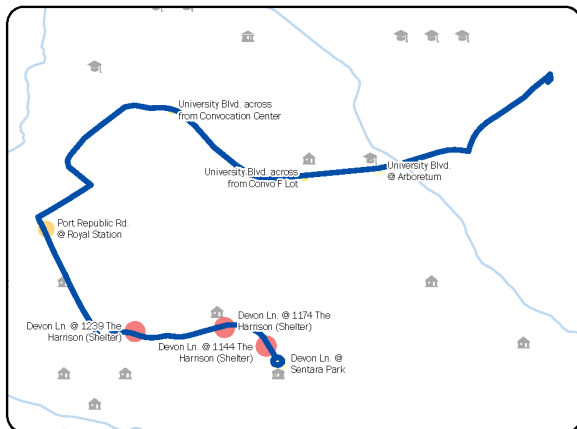 University Blvd. across
from Convocation Center
University Blvd. across
from Convo F Lot
University Blvd.
@ Arboretum
Port Republic Rd.
@ Royal Station
Devon Ln. @ 1239 The
Harrison (Shelter)
Devon Ln. @ 1174 The
Harrison (Shelter)
Devon Ln. @ 1144 The
Harrison (Shelter)
Devon Ln. @
Sentara Park